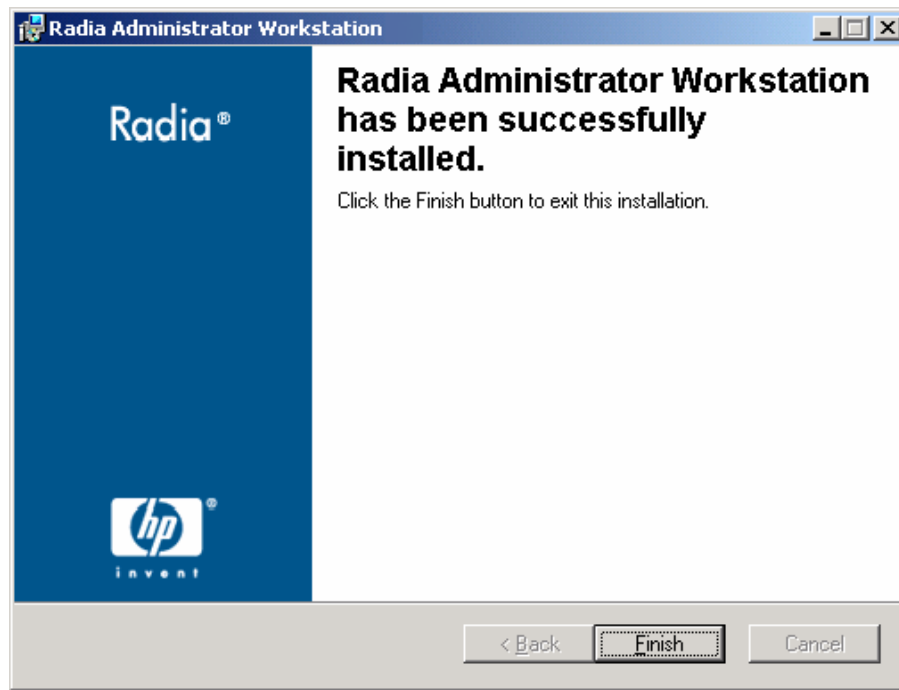 Radia Administrator Workstation
Radia®
Radia Administrator Workstation
has been successfully
installed.
Click the Finish button to exit this installation.
hp®
invent
< Back
Finish
Cancel